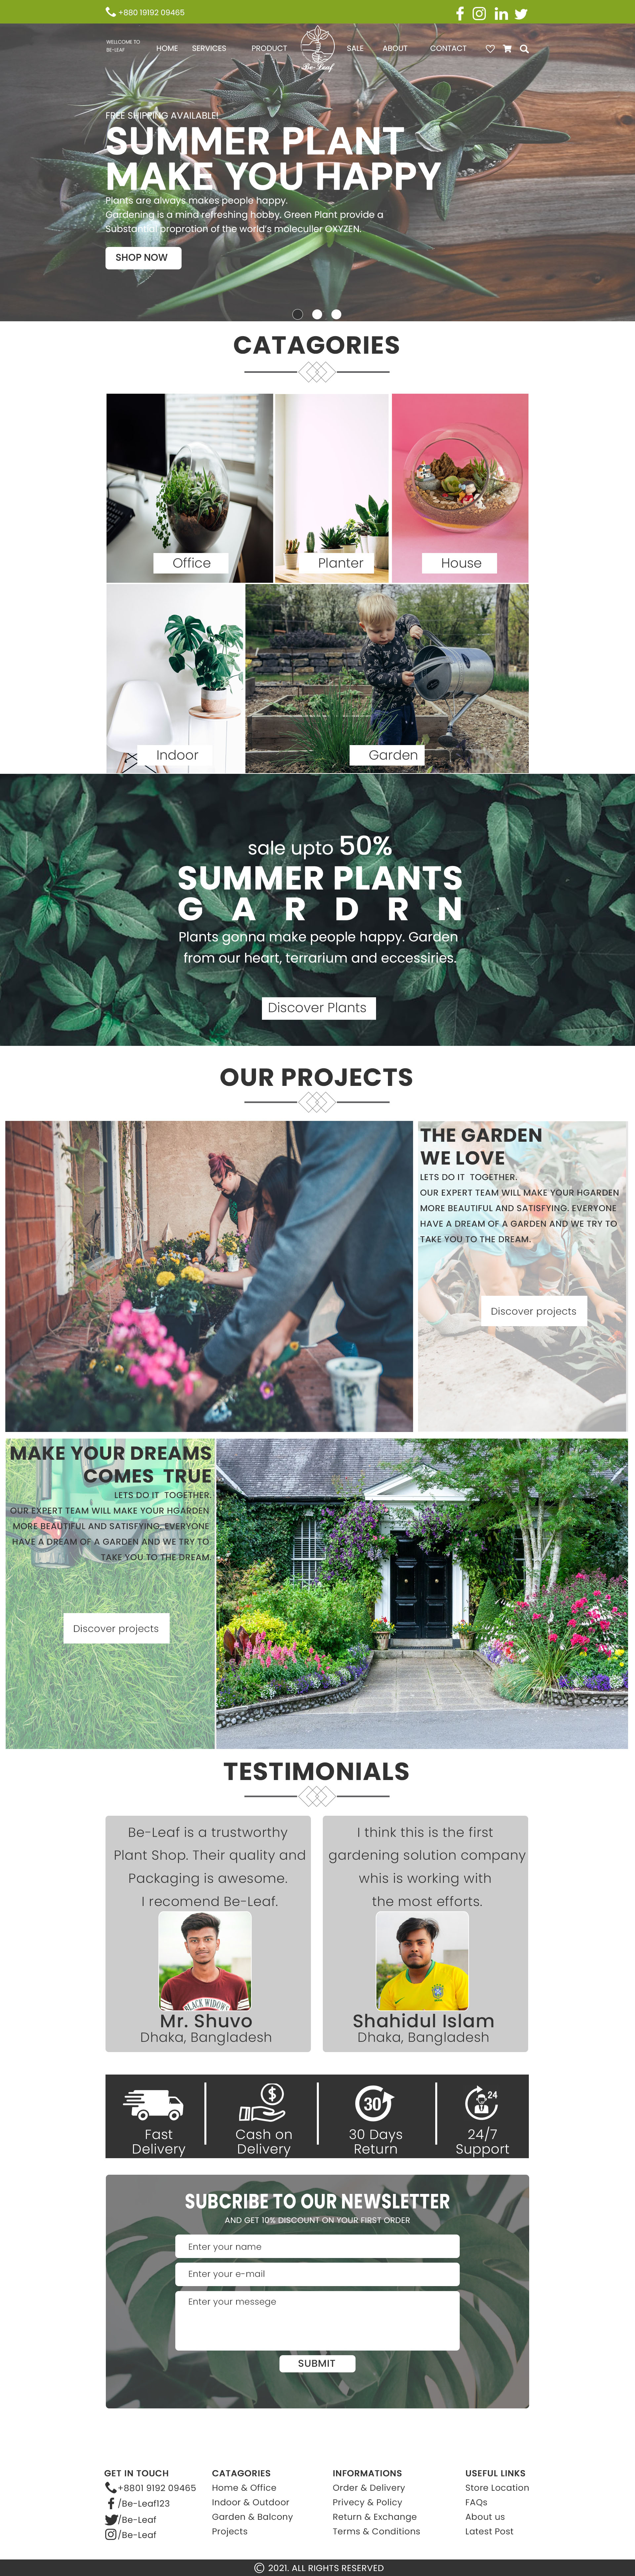 +880 19192 09465
WELLCOME TO
BE-LEAF
HOME SERVICES PRODUCT Be-Leaf SALE ABOUT CONTACT
FREE SHIPPING AVAILABLE!
SUMMER PLANT
MAKE YOU HAPPY
Plants are always makes people happy.
Gardening is a mind refreshing hobby. Green Plant provide a
Substantial proprotion of the world's moleculler OXYZEN.
SHOP NOW
CATAGORIES
Office Planter House
Indoor Garden
sale upto 50%
SUMMER PLANTS
G A R D R N
Plants gonna make people happy. Garden
from our heart, terrarium and eccessiries.
Discover Plants
OUR PROJECTS
THE GARDEN
WE LOVE
LETS DO IT TOGETHER.
OUR EXPERT TEAM WILL MAKE YOUR HGARDEN
MORE BEAUTIFUL AND SATISFYING. EVERYONE
HAVE A DREAM OF A GARDEN AND WE TRY TO
TAKE YOU TO THE DREAM.
Discover projects
MAKE YOUR DREAMS
COMES TRUE
LETS DO IT TOGETHER.
OUR EXPERT TEAM WILL MAKE YOUR HGARDEN
MORE BEAUTIFUL AND SATISFYING. EVERYONE
HAVE A DREAM OF A GARDEN AND WE TRY TO
TAKE YOU TO THE DREAM.
Discover projects
TESTIMONIALS
Be-Leaf is a trustworthy
Plant Shop. Their quality and
Packaging is awesome.
I recomend Be-Leaf.
BLACK WIDOWS
Mr. Shuvo
Dhaka, Bangladesh
I think this is the first
gardening solution company
whis is working with
the most efforts.
Shahidul Islam
Dhaka, Bangladesh
Fast
Delivery
$
Cash on
Delivery
30
30 Days
Return
24
24/7
Support
SUBCRIBE TO OUR NEWSLETTER
AND GET 10% DISCOUNT ON YOUR FIRST ORDER
Enter your name
Enter your e-mail
Enter your messege
SUBMIT
GET IN TOUCH
+8801 9192 09465
/Be-Leaf123
/Be-Leaf
/Be-Leaf
CATAGORIES
Home & Office
Indoor & Outdoor
Garden & Balcony
Projects
INFORMATIONS
Order & Delivery
Privecy & Policy
Return & Exchange
Terms & Conditions
USEFUL LINKS
Store Location
FAQs
About us
Latest Post
© 2021. ALL RIGHTS RESERVED